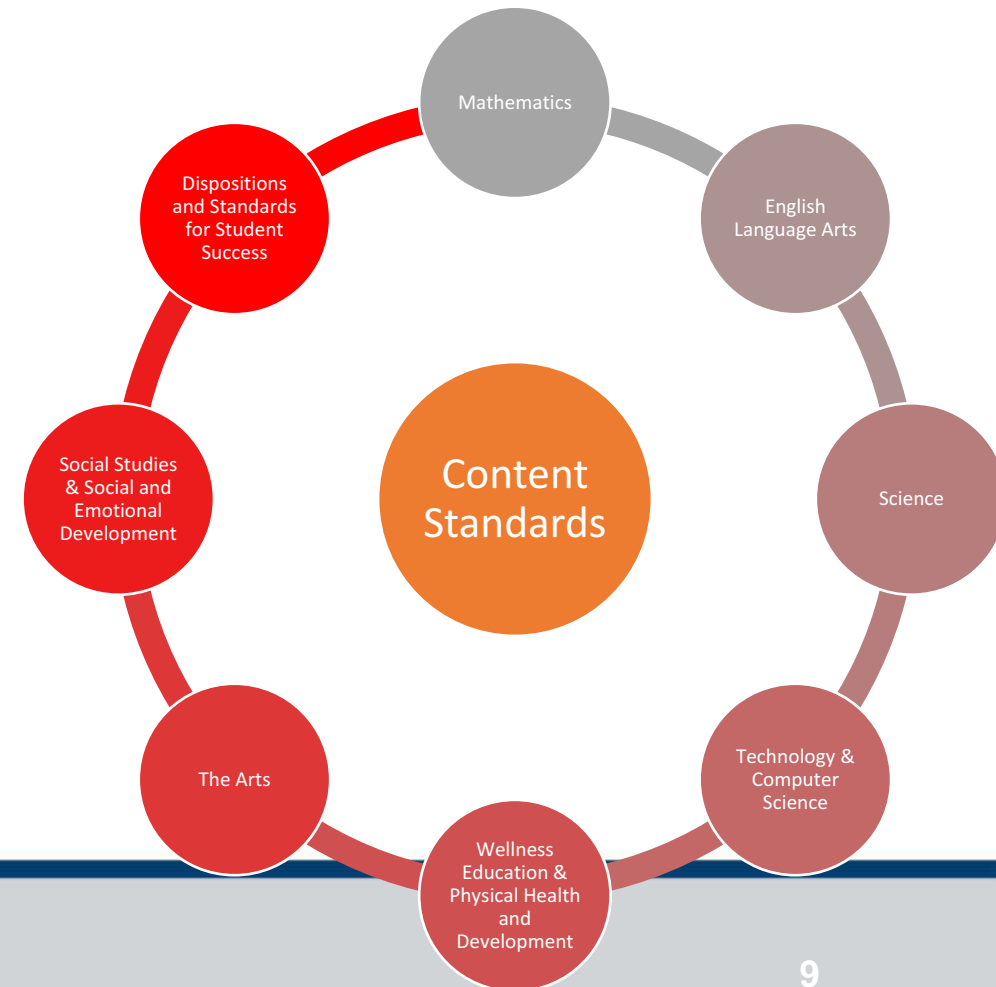 Mathematics
English
Language Arts
Science
Technology &
Computer
Science
Wellness
Education &
Physical Health
and
Development
The Arts
Social Studies
& Social and
Emotional
Development
Dispositions
and Standards
for Student
Success
Content
Standards
9